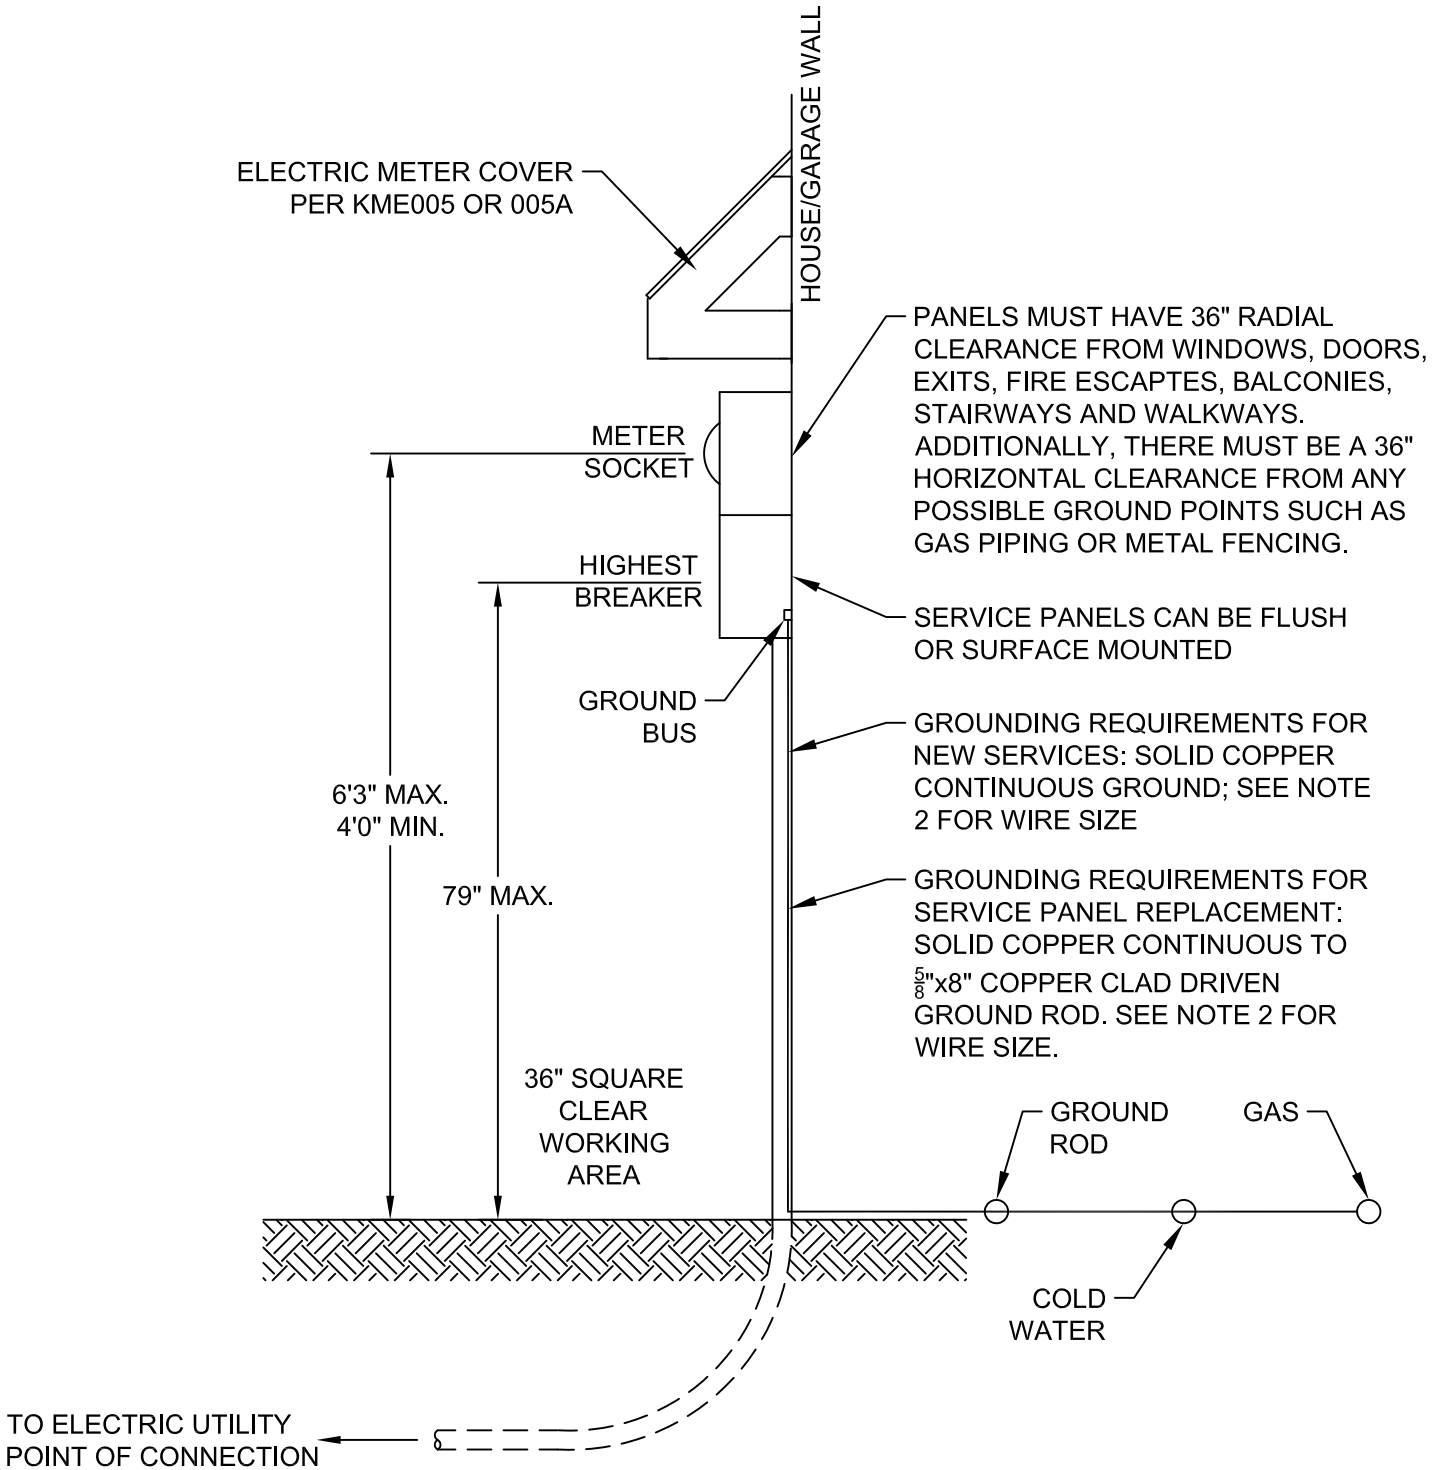 HOUSE/GARAGE WALL
ELECTRIC METER COVER
PER KME005 OR 005A
PANELS MUST HAVE 36" RADIAL
CLEARANCE FROM WINDOWS, DOORS,
EXITS, FIRE ESCAPTES, BALCONIES,
STAIRWAYS AND WALKWAYS.
ADDITIONALLY, THERE MUST BE A 36"
HORIZONTAL CLEARANCE FROM ANY
POSSIBLE GROUND POINTS SUCH AS
GAS PIPING OR METAL FENCING.
METER
SOCKET
HIGHEST
BREAKER
SERVICE PANELS CAN BE FLUSH
OR SURFACE MOUNTED
GROUND
BUS
GROUNDING REQUIREMENTS FOR
NEW SERVICES: SOLID COPPER
CONTINUOUS GROUND; SEE NOTE
2 FOR WIRE SIZE
6'3" MAX.
4'0" MIN.
79" MAX.
GROUNDING REQUIREMENTS FOR
SERVICE PANEL REPLACEMENT:
SOLID COPPER CONTINUOUS TO
5/8"x8" COPPER CLAD DRIVEN
GROUND ROD. SEE NOTE 2 FOR
WIRE SIZE.
36" SQUARE
CLEAR
WORKING
AREA
GROUND
ROD
GAS
COLD
WATER
TO ELECTRIC UTILITY
POINT OF CONNECTION